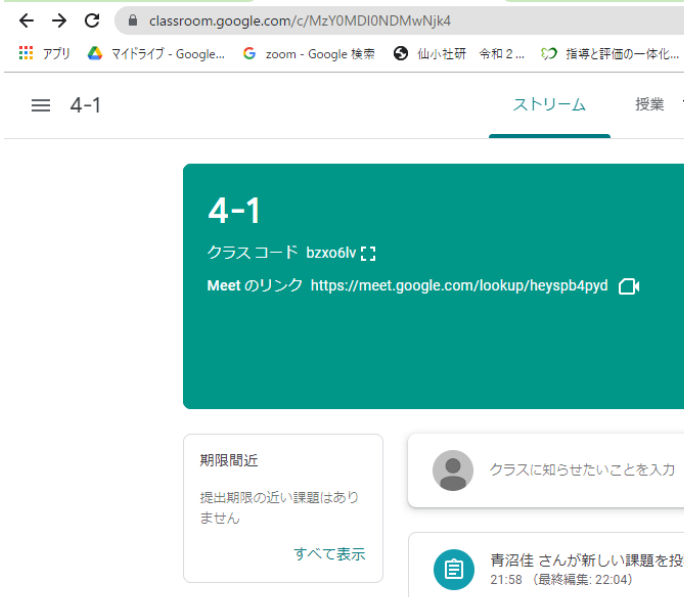 classroom.google.com/c/MzY0MDI0NDMwNjk4
アプリ マイドライブ - Google... zoom - Google 検索 仙小社研 令和２... 指導と評価の一体化...
4-1 ストリーム 授業
4-1
クラス コード bzxo6lv
Meet のリンク https://meet.google.com/lookup/heyspb4pyd
期限間近
クラスに知らせたいことを入力
提出期限の近い課題はあり
ません
すべて表示
青沼佳 さんが新しい課題を投
21:58 （最終編集: 22:04）